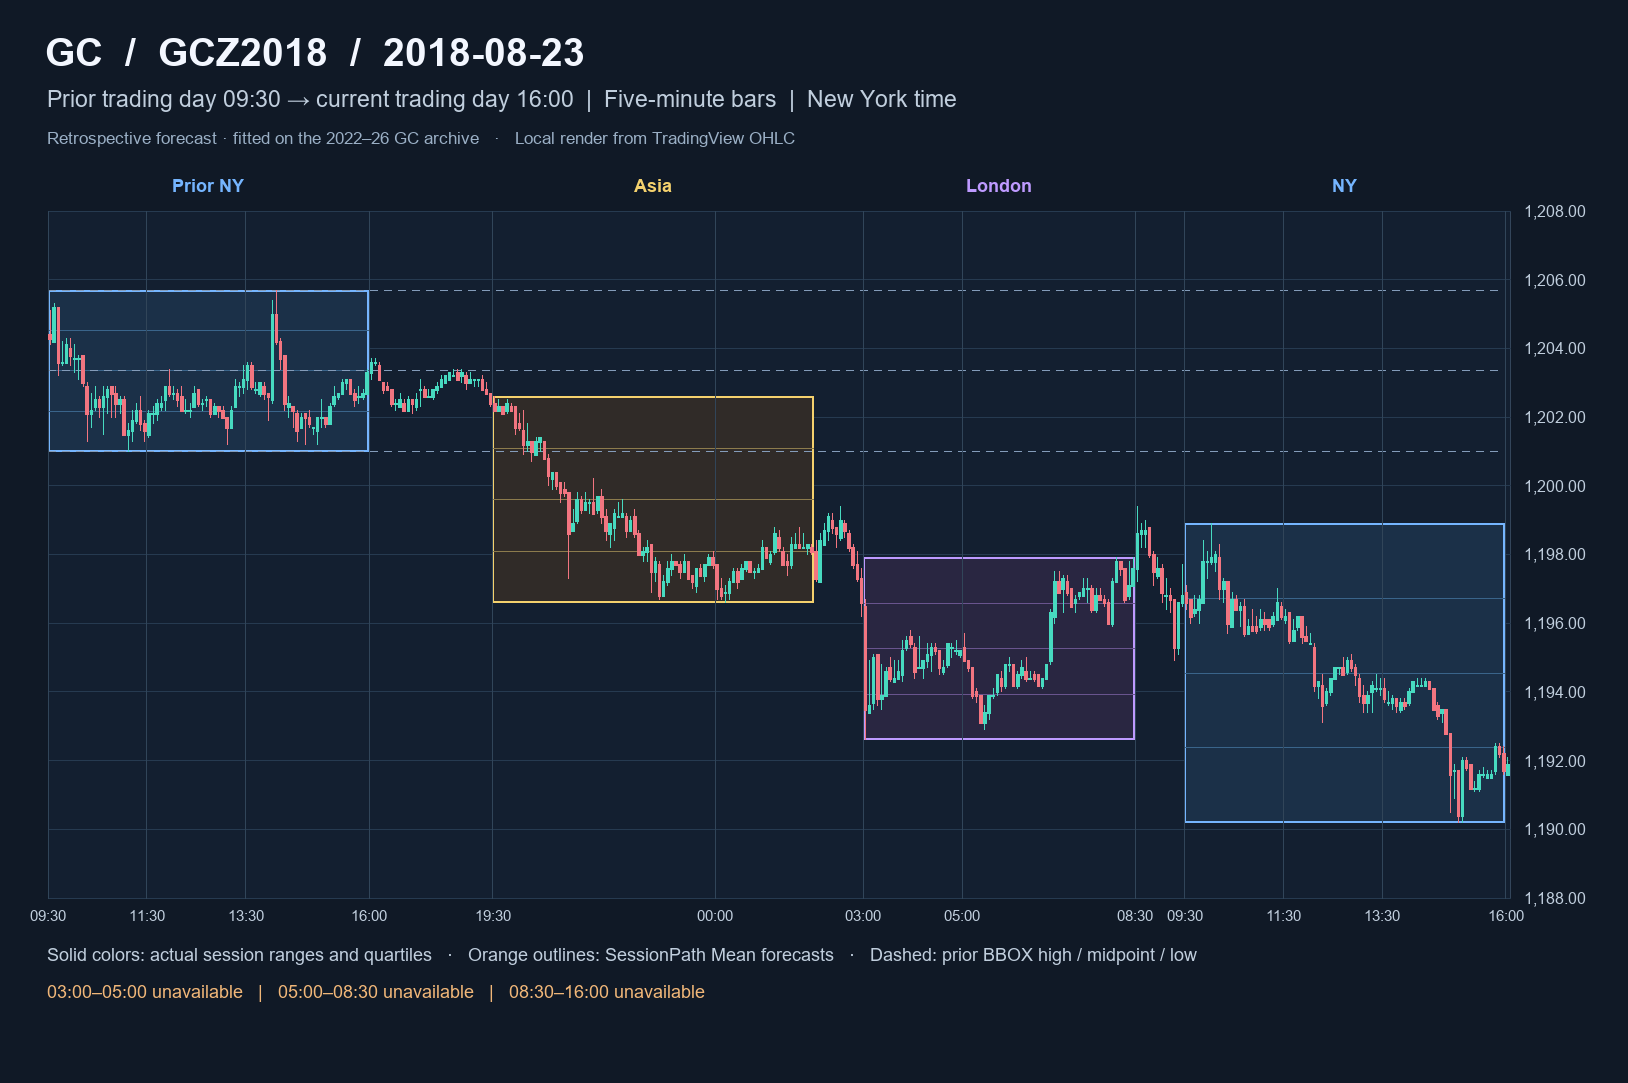 GC / GCZ2018 / 2018-08-23
Prior trading day 09:30 → current trading day 16:00 | Five-minute bars | New York time
Retrospective forecast · fitted on the 2022–26 GC archive · Local render from TradingView OHLC
Prior NY Asia London NY
1,208.00
1,206.00
1,204.00
1,202.00
1,200.00
1,198.00
1,196.00
1,194.00
1,192.00
1,190.00
1,188.00
09:30 11:30 13:30 16:00 19:30 00:00 03:00 05:00 08:30 09:30 11:30 13:30 16:00
Solid colors: actual session ranges and quartiles · Orange outlines: SessionPath Mean forecasts · Dashed: prior BBOX high / midpoint / low
03:00–05:00 unavailable | 05:00–08:30 unavailable | 08:30–16:00 unavailable